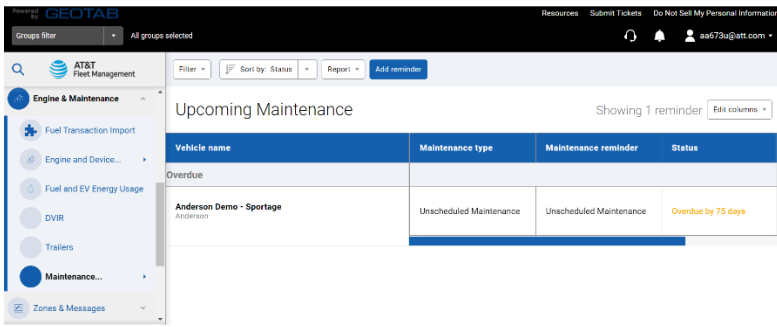 Powered by GEOTAB
Resources Submit Tickets Do Not Sell My Personal Information
Groups filter All groups selected
aa673u@att.com
AT&T
Fleet Management
Filter Sort by: Status Report Add reminder
Engine & Maintenance
Fuel Transaction Import
Engine and Device...
Fuel and EV Energy Usage
DVIR
Trailers
Maintenance...
Zones & Messages
Upcoming Maintenance
Showing 1 reminder Edit columns
Vehicle name Maintenance type Maintenance reminder Status
Overdue
Anderson Demo - Sportage Unscheduled Maintenance Unscheduled Maintenance Overdue by 75 days
Anderson